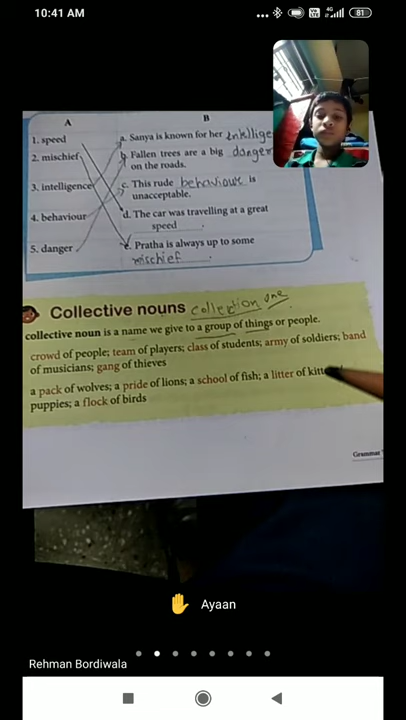 10:41 AM
4G
81
A
B
1. speed
2. mischief
3. intelligence
4. behaviour
5. danger
a. Sanya is known for her intellige
b. Fallen trees are a big danger
on the roads.
c. This rude behaviour is
unacceptable.
d. The car was travelling at a great
speed.
e. Pratha is always up to some
mischief.
Collective nouns collection one
collective noun is a name we give to a group of things or people.
crowd of people; team of players; class of students; army of soldiers; band
of musicians; gang of thieves
a pack of wolves; a pride of lions; a school of fish; a litter of
puppies; a flock of birds
Grammar
Ayaan
Rehman Bordiwala